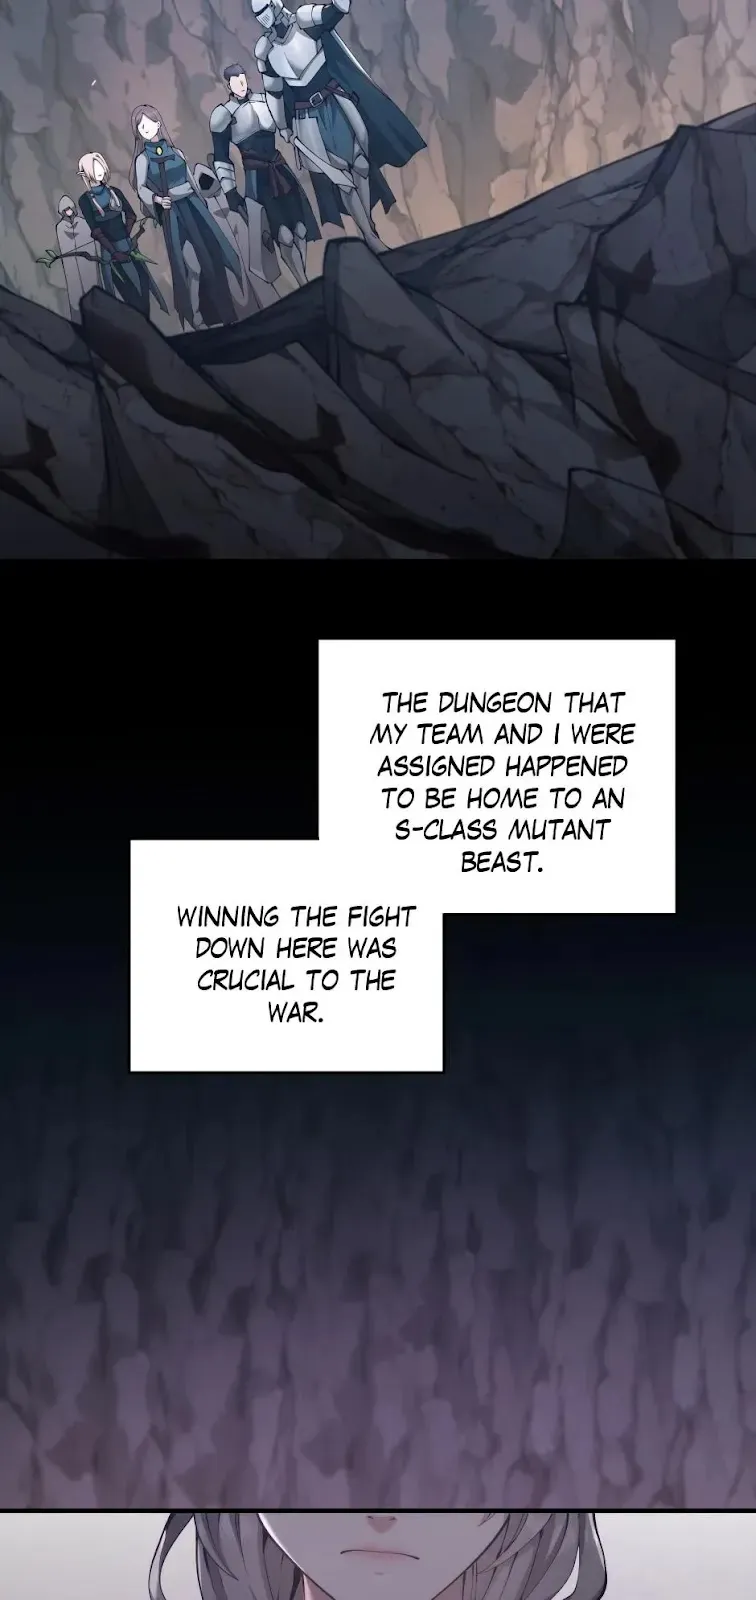 THE DUNGEON THAT
MY TEAM AND I WERE
ASSIGNED HAPPENED
TO BE HOME TO AN
S-CLASS MUTANT
BEAST.
WINNING THE FIGHT
DOWN HERE WAS
CRUCIAL TO THE
WAR.